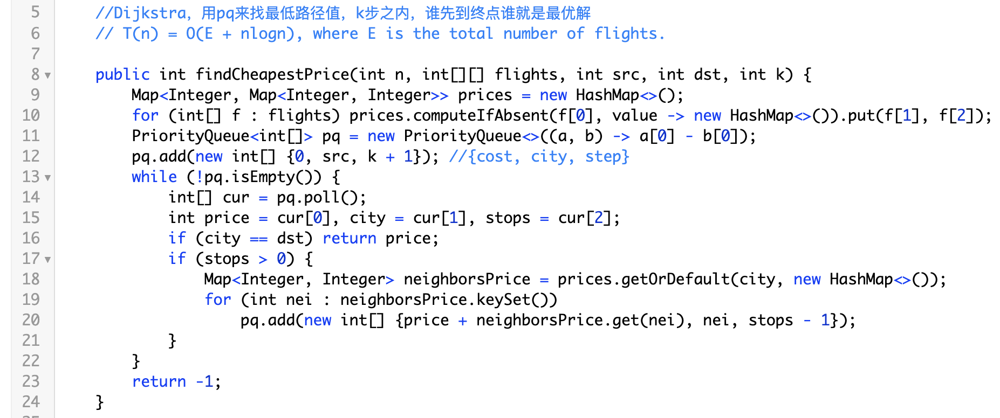 5 //Dijkstra，用pq来找最低路径值，k步之内，谁先到终点谁就是最优解
6 // T(n) = O(E + nlogn), where E is the total number of flights.
7
8 public int findCheapestPrice(int n, int[][] flights, int src, int dst, int k) {
9 Map<Integer, Map<Integer, Integer>> prices = new HashMap<>();
10 for (int[] f : flights) prices.computeIfAbsent(f[0], value -> new HashMap<>()).put(f[1], f[2]);
11 PriorityQueue<int[]> pq = new PriorityQueue<>((a, b) -> a[0] - b[0]);
12 pq.add(new int[] {0, src, k + 1}); //{cost, city, step}
13 while (!pq.isEmpty()) {
14 int[] cur = pq.poll();
15 int price = cur[0], city = cur[1], stops = cur[2];
16 if (city == dst) return price;
17 if (stops > 0) {
18 Map<Integer, Integer> neighborsPrice = prices.getOrDefault(city, new HashMap<>());
19 for (int nei : neighborsPrice.keySet())
20 pq.add(new int[] {price + neighborsPrice.get(nei), nei, stops - 1});
21 }
22 }
23 return -1;
24 }